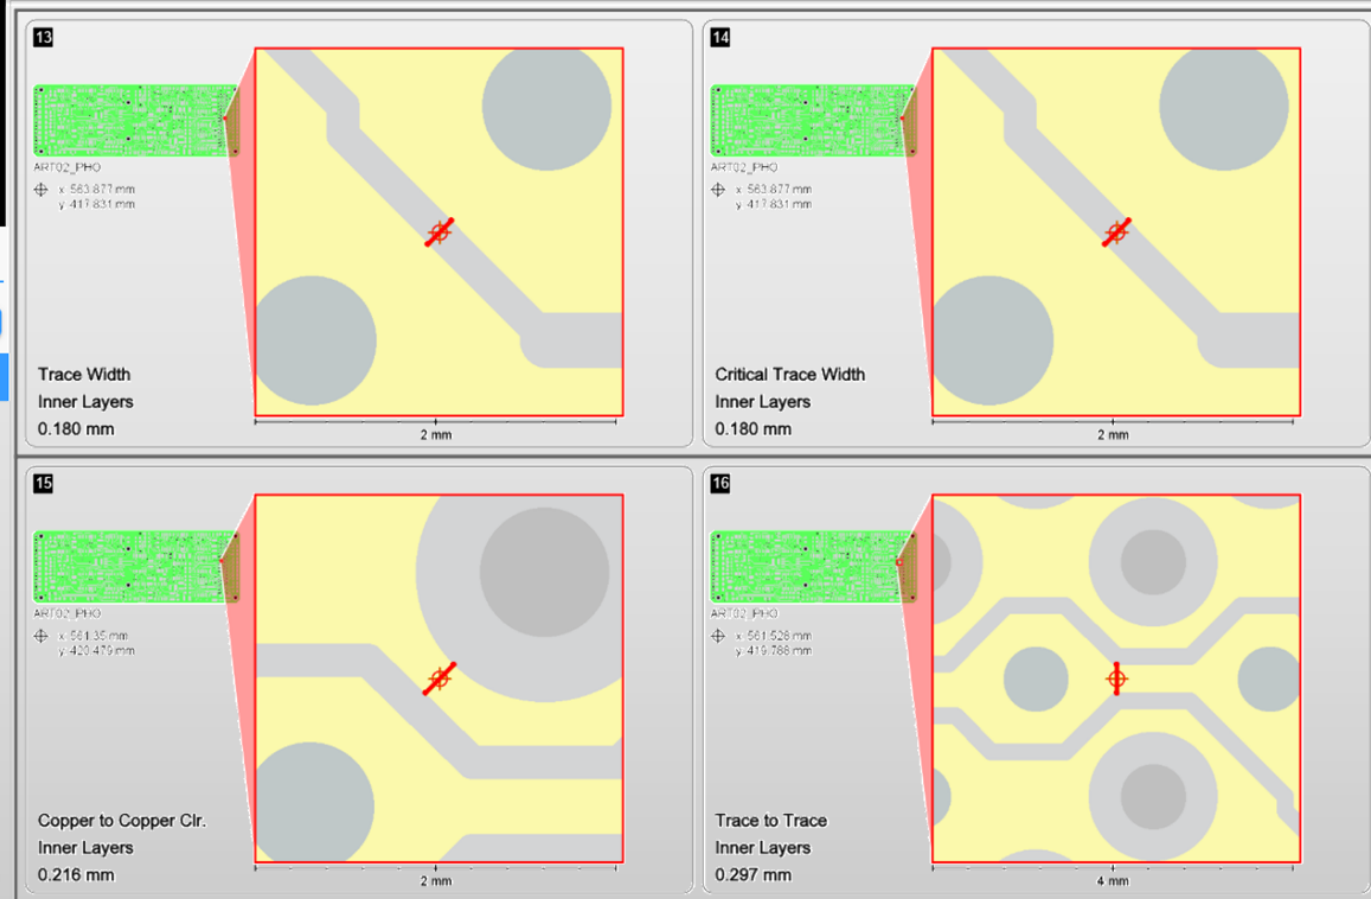 13
ART02_PHO
x: 563.877 mm
y: 417.831 mm
Trace Width
Inner Layers
0.180 mm
2 mm
14
ART02_PHO
x: 563.877 mm
y: 417.831 mm
Critical Trace Width
Inner Layers
0.180 mm
2 mm
15
ART02_PHO
x: 561.35 mm
y: 420.479 mm
Copper to Copper Clr.
Inner Layers
0.216 mm
2 mm
16
ART02_PHO
x: 561.528 mm
y: 419.788 mm
Trace to Trace
Inner Layers
0.297 mm
4 mm